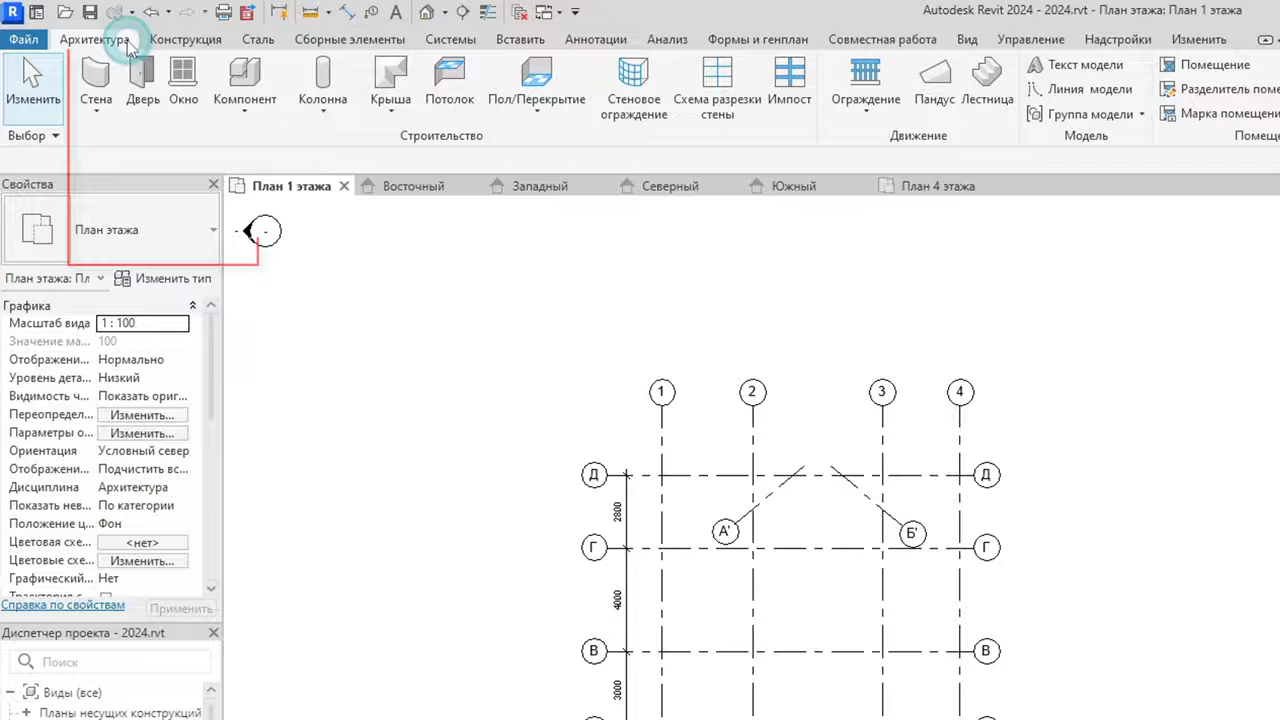 Autodesk Revit 2024 - 2024.rvt - План этажа: План 1 этажа
Файл Архитектура Конструкция Сталь Сборные элементы Системы Вставить Аннотации Анализ Формы и генплан Совместная работа Вид Управление Надстройки Изменить
Изменить Стена Дверь Окно Компонент Колонна Крыша Потолок Пол/Перекрытие Стеновое ограждение Схема разрезки стены Импост Ограждение Пандус Лестница
Текст модели
Линия модели
Группа модели
Помещение
Разделитель поме
Марка помещени
Выбор Строительство Движение Модель Помеще
Свойства
План 1 этажа Восточный Западный Северный Южный План 4 этажа
План этажа
План этажа: Пл Изменить тип
Графика
Масштаб вида 1 : 100
Значение ма... 100
Отображени... Нормально
Уровень дета... Низкий
Видимость ч... Показать ориг...
Переопредел... Изменить...
Параметры о... Изменить...
Ориентация Условный север
Отображени... Подчистить вс...
Дисциплина Архитектура
Показать нев... По категории
Положение ц... Фон
Цветовая схе... <нет>
Цветовые схе... Изменить...
Графический... Нет
Справка по свойствам Применить
Диспетчер проекта - 2024.rvt
Поиск
Виды (все)
Планы несущих конструкций
1 2 3 4
Д Д
2800
А' Б'
Г Г
4000
В В
3000